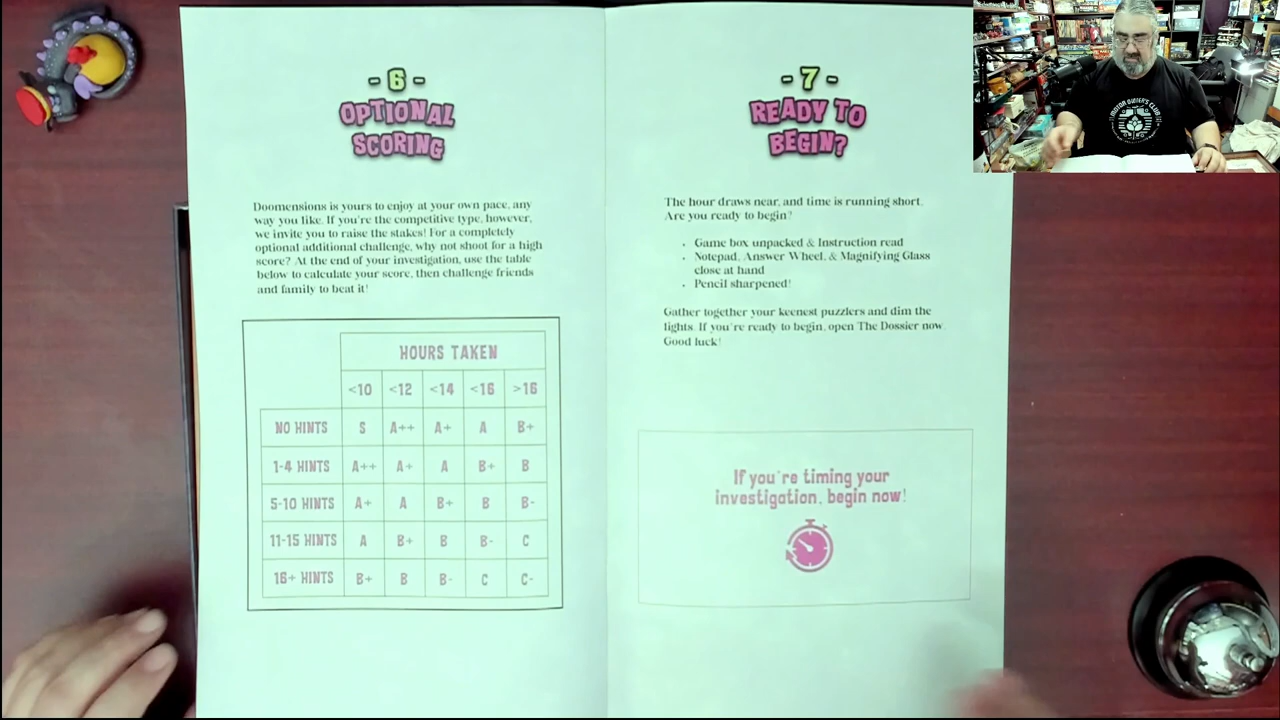 - 6 -
OPTIONAL
SCORING
Doomensions is yours to enjoy at your own pace, any
way you like. If you're the competitive type, however,
we invite you to raise the stakes! For a completely
optional additional challenge, why not shoot for a high
score? At the end of your investigation, use the table
below to calculate your score, then challenge friends
and family to beat it!
HOURS TAKEN
<10 <12 <14 <16 >16
NO HINTS S A++ A+ A B+
1-4 HINTS A++ A+ A B+ B
5-10 HINTS A+ A B+ B B-
11-15 HINTS A B+ B B- C
16+ HINTS B+ B B- C C-
- 7 -
READY TO
BEGIN?
The hour draws near, and time is running short.
Are you ready to begin?
• Game box unpacked & Instruction read
• Notepad, Answer Wheel, & Magnifying Glass
close at hand
• Pencil sharpened!
Gather together your keenest puzzlers and dim the
lights. If you're ready to begin, open The Dossier now.
Good luck!
If you're timing your
investigation, begin now!